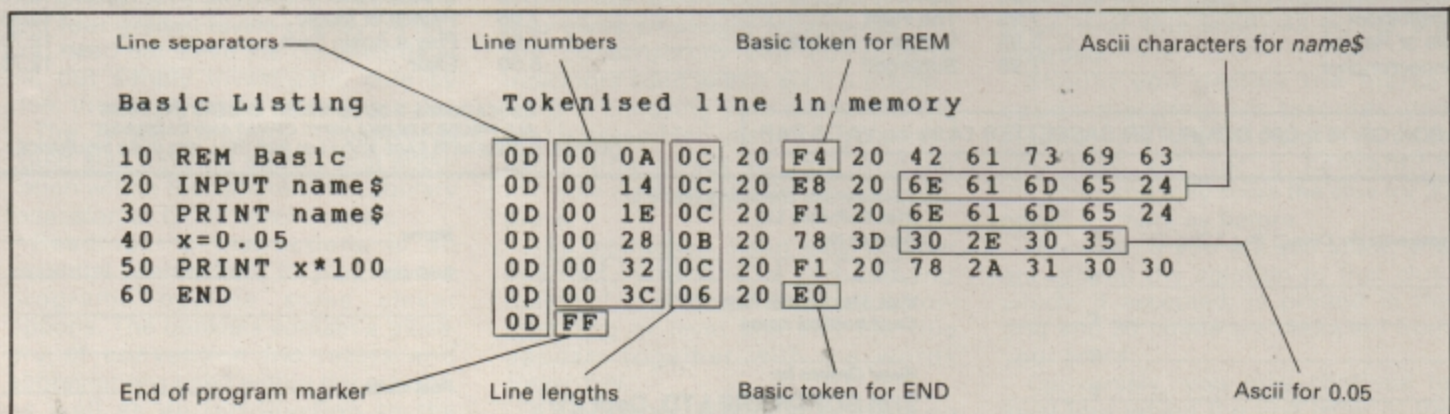 Line separators Line numbers Basic token for REM Ascii characters for name$
Basic Listing Tokenised line in memory
10 REM Basic 0D 00 0A 0C 20 F4 20 42 61 73 69 63
20 INPUT name$ 0D 00 14 0C 20 E8 20 6E 61 6D 65 24
30 PRINT name$ 0D 00 1E 0C 20 F1 20 6E 61 6D 65 24
40 x=0.05 0D 00 28 0B 20 78 3D 30 2E 30 35
50 PRINT x*100 0D 00 32 0C 20 F1 20 78 2A 31 30 30
60 END 0D 00 3C 06 20 E0
0D FF
End of program marker Line lengths Basic token for END Ascii for 0.05